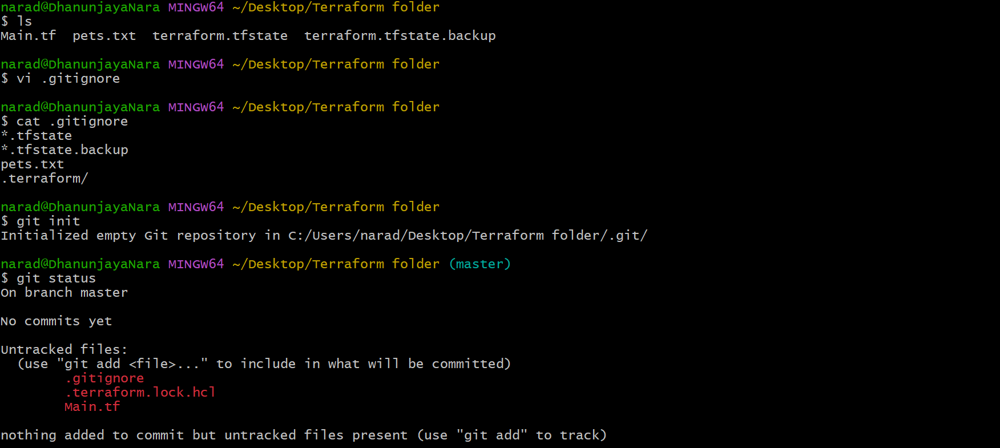 narad@DhanunjayaNara MINGW64 ~/Desktop/Terraform folder
$ ls
Main.tf  pets.txt  terraform.tfstate  terraform.tfstate.backup
narad@DhanunjayaNara MINGW64 ~/Desktop/Terraform folder
$ vi .gitignore
narad@DhanunjayaNara MINGW64 ~/Desktop/Terraform folder
$ cat .gitignore
*.tfstate
*.tfstate.backup
pets.txt
.terraform/
narad@DhanunjayaNara MINGW64 ~/Desktop/Terraform folder
$ git init
Initialized empty Git repository in C:/Users/narad/Desktop/Terraform folder/.git/
narad@DhanunjayaNara MINGW64 ~/Desktop/Terraform folder (master)
$ git status
On branch master
No commits yet
Untracked files:
  (use "git add <file>..." to include in what will be committed)
        .gitignore
        .terraform.lock.hcl
        Main.tf
nothing added to commit but untracked files present (use "git add" to track)